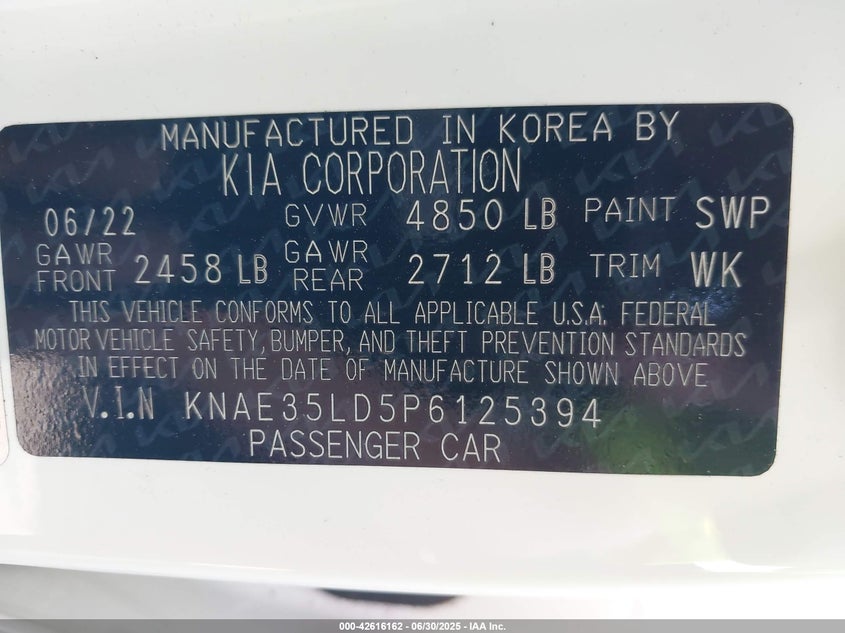 MANUFACTURED IN KOREA BY
KIA CORPORATION
06/22 GVWR 4850 LB PAINT SWP
GAWR FRONT 2458 LB GAWR REAR 2712 LB TRIM WK
THIS VEHICLE CONFORMS TO ALL APPLICABLE U.S.A. FEDERAL
MOTOR VEHICLE SAFETY, BUMPER, AND THEFT PREVENTION STANDARDS
IN EFFECT ON THE DATE OF MANUFACTURE SHOWN ABOVE
V.I.N KNAE35LD5P6125394
PASSENGER CAR
000-42616162 - 06/30/2025 - IAA Inc.